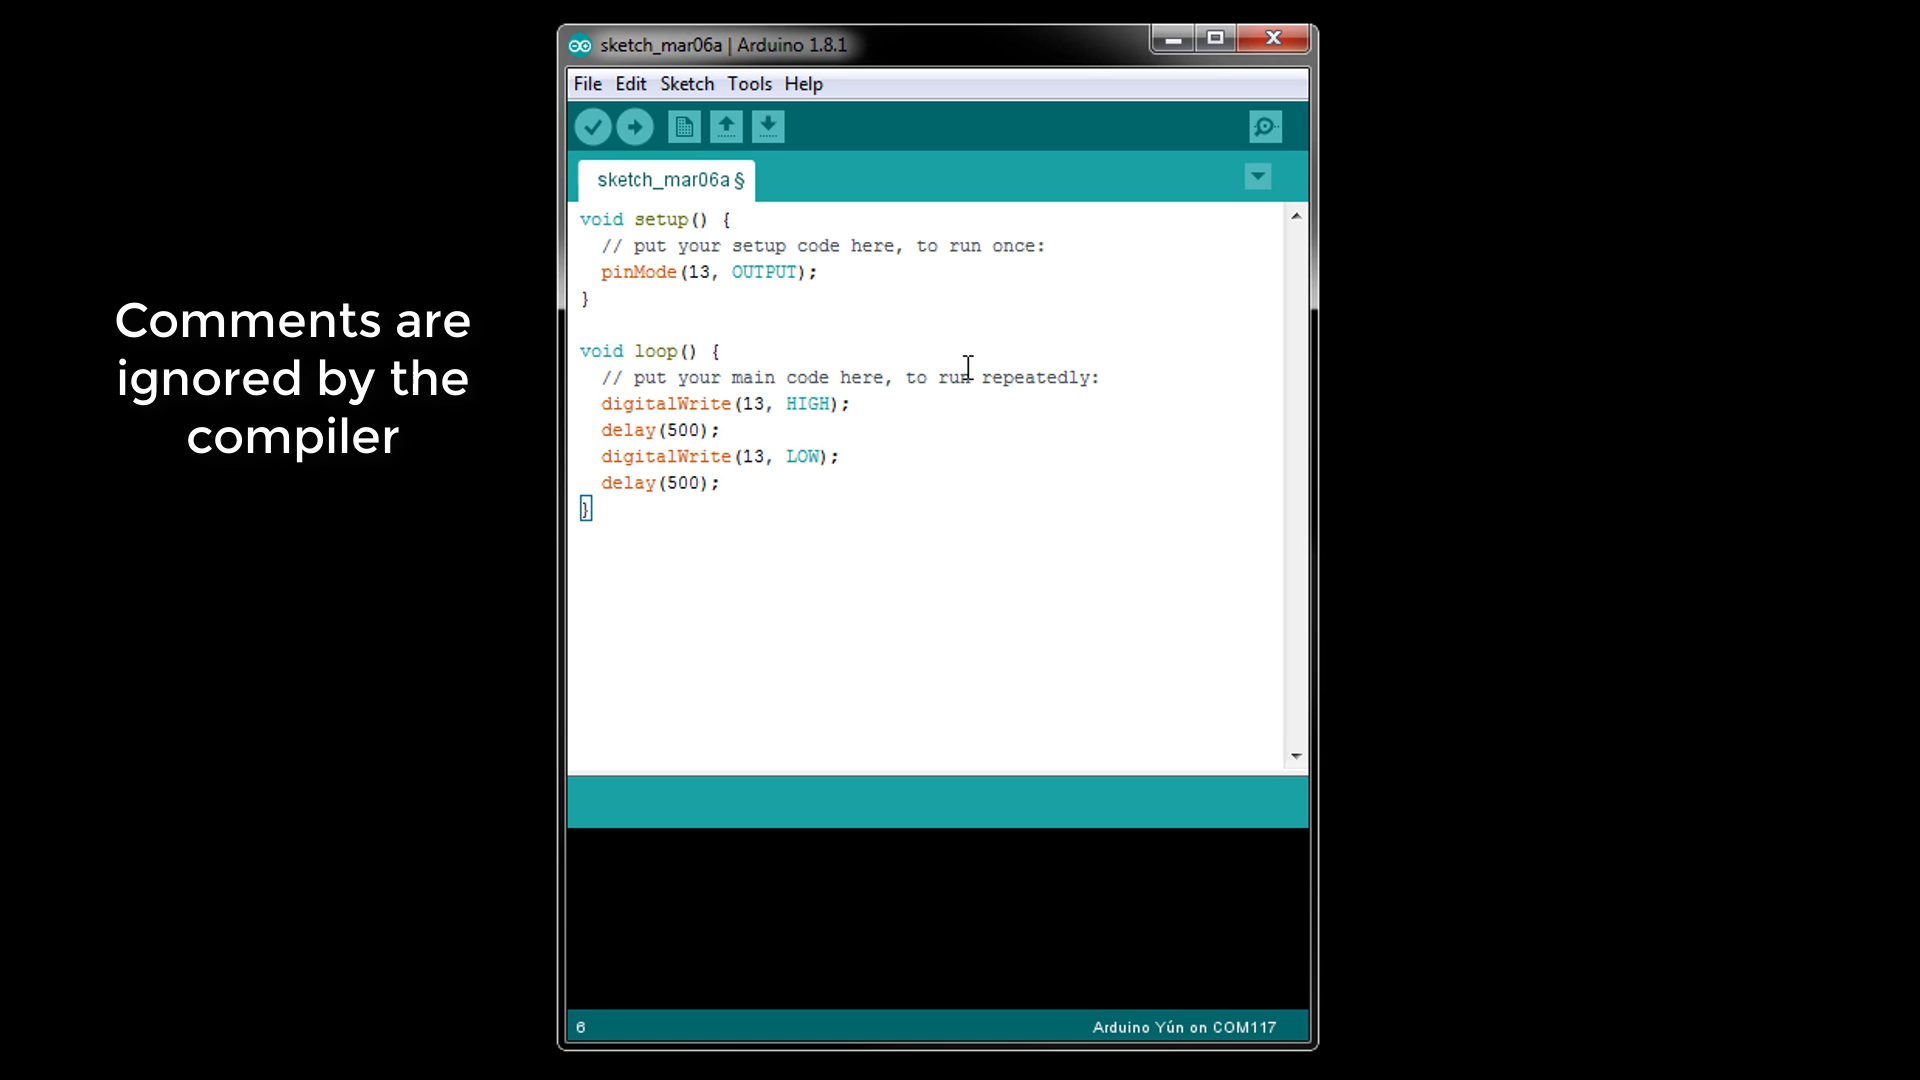 sketch_mar06a | Arduino 1.8.1
File Edit Sketch Tools Help
sketch_mar06a §
void setup() {
  // put your setup code here, to run once:
  pinMode(13, OUTPUT);
}

void loop() {
  // put your main code here, to run repeatedly:
  digitalWrite(13, HIGH);
  delay(500);
  digitalWrite(13, LOW);
  delay(500);
}
Comments are
ignored by the
compiler
6
Arduino Yún on COM117